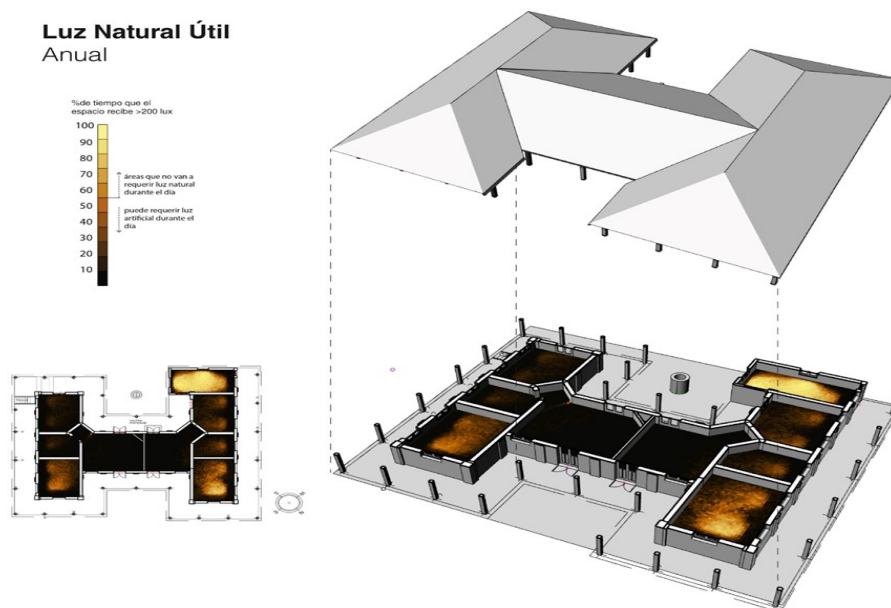 Luz Natural Útil
Anual
%de tiempo que el
espacio recibe >200 lux
100
90
80
70
60
50
40
30
20
10
áreas que no van a
requerir luz natural
durante el día
puede requerir luz
artificial durante el
día